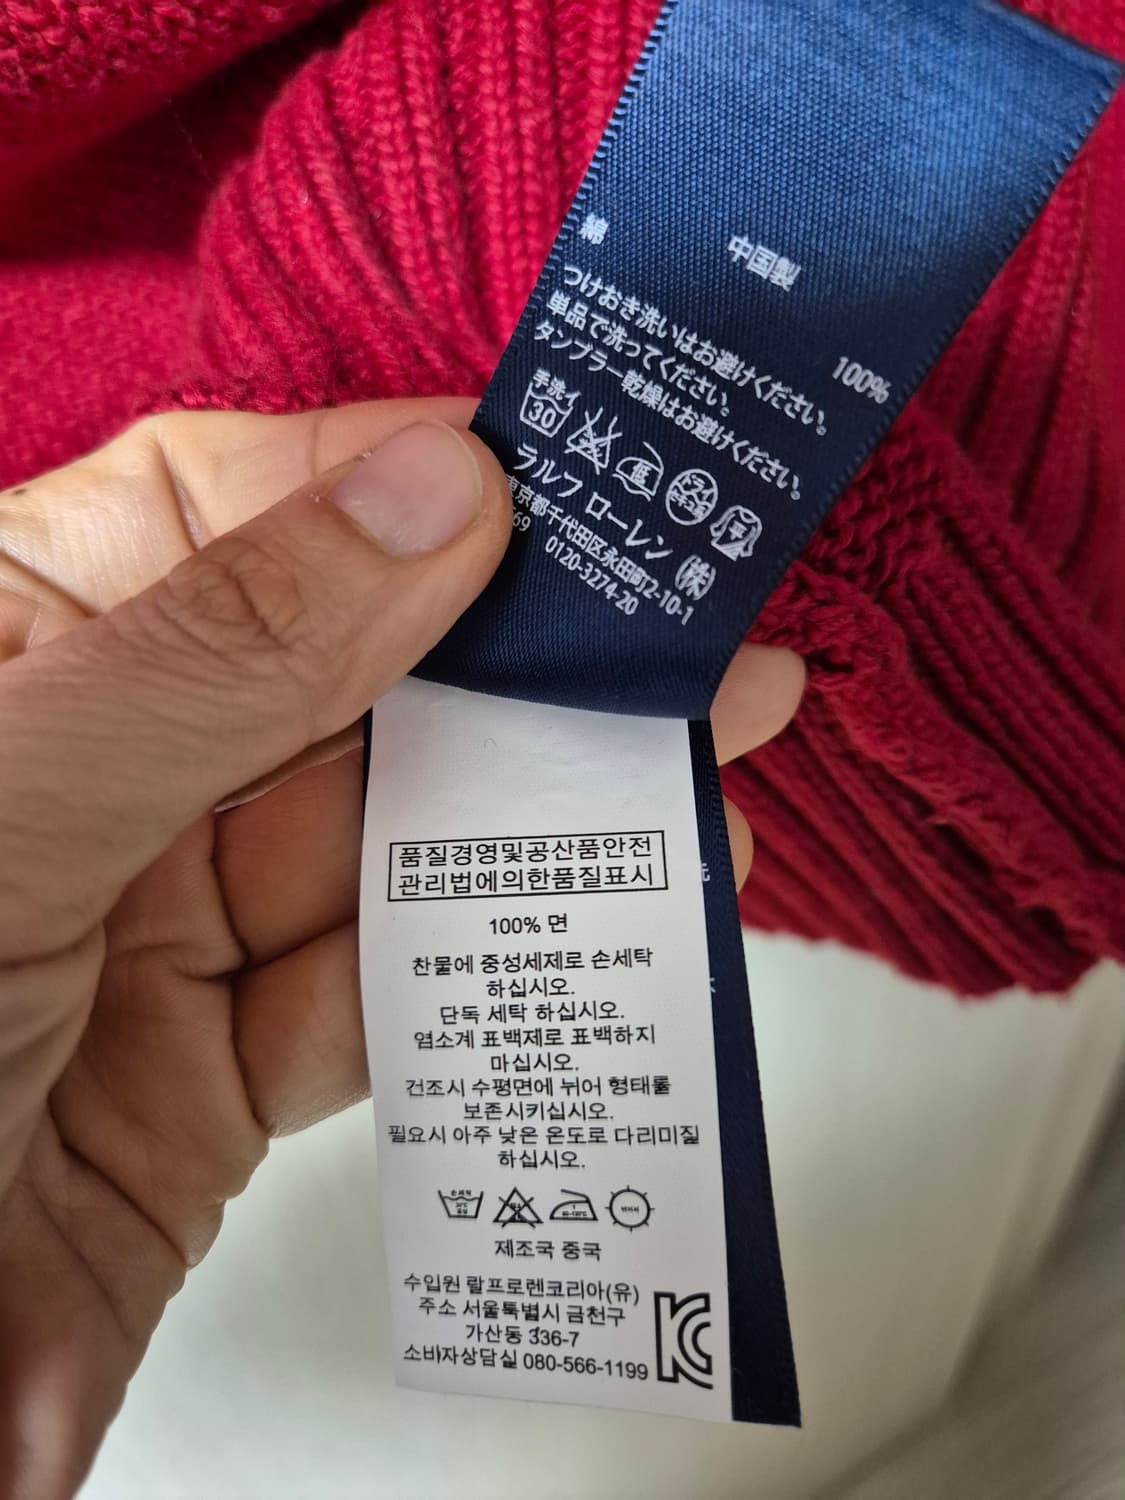 綿 100%
中国製
つけおき洗いはお避けください。
単品で洗ってください。
タンブラー乾燥はお避けください。
手洗イ
30
低
ドライ
ラルフ ローレン (株)
東京都千代田区永田町2-10-1
69 0120-3274-20
품질경영및공산품안전
관리법에의한품질표시
100% 면
찬물에 중성세제로 손세탁
하십시오.
단독 세탁 하십시오.
염소계 표백제로 표백하지
마십시오.
건조시 수평면에 뉘어 형태를
보존시키십시오.
필요시 아주 낮은 온도로 다리미질
하십시오.
손세탁
제조국 중국
수입원 랄프로렌코리아(유)
주소 서울특별시 금천구
가산동 336-7
소비자상담실 080-566-1199